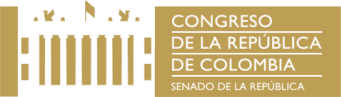 CONGRESO
DE LA REPÚBLICA
DE COLOMBIA
SENADO DE LA REPÚBLICA